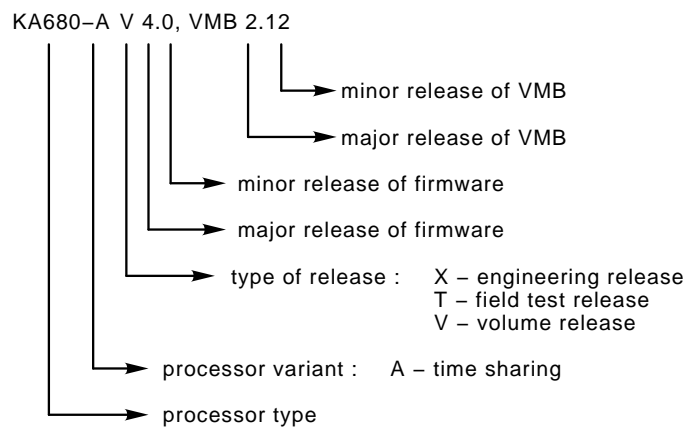 KA680–A V 4.0, VMB 2.12
minor release of VMB
major release of VMB
minor release of firmware
major release of firmware
type of release : X – engineering release
T – field test release
V – volume release
processor variant : A – time sharing
processor type